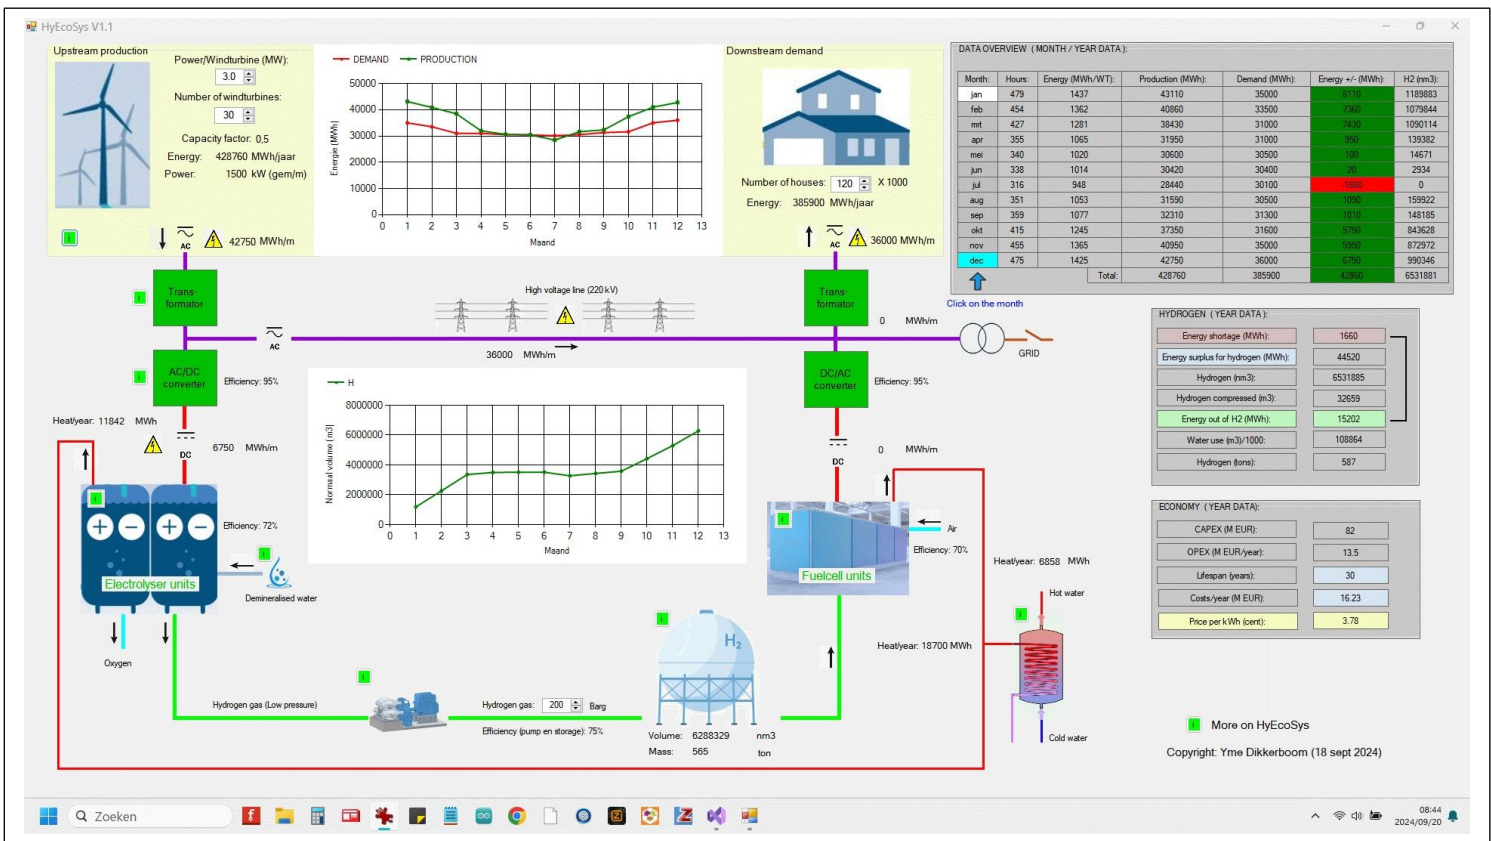 HyEcoSys V1.1
Upstream production
Power/Windturbine (MW):
3.0
Number of windturbines:
30
Capacity factor: 0,5
Energy: 428760 MWh/jaar
Power: 1500 kW (gem/m)
i
AC
42750 MWh/m
DEMAND PRODUCTION
Energie (MWh)
50000
40000
30000
20000
10000
0
0 1 2 3 4 5 6 7 8 9 10 11 12 13
Maand
Downstream demand
Number of houses: 120 X 1000
Energy: 385900 MWh/jaar
AC
36000 MWh/m
DATA OVERVIEW ( MONTH / YEAR DATA ):
Month: Hours: Energy (MWh/WT): Production (MWh): Demand (MWh): Energy +/- (MWh): H2 (nm3):
jan 479 1437 43110 35000 8110 1189883
feb 454 1362 40860 33500 7360 1079844
mrt 427 1281 38430 31000 7430 1090114
apr 355 1065 31950 31000 950 139382
mei 340 1020 30600 30500 100 14671
jun 338 1014 30420 30400 20 2934
jul 316 948 28440 30100 -1660 0
aug 351 1053 31590 30500 1090 159922
sep 359 1077 32310 31300 1010 148185
okt 415 1245 37350 31600 5750 843628
nov 455 1365 40950 35000 5950 872972
dec 475 1425 42750 36000 6750 990346
Total: 428760 385900 42860 6531881
Click on the month
i
Trans-
formator
High voltage line (220 kV)
Trans-
formator
0 MWh/m
AC
36000 MWh/m
GRID
i
AC/DC
converter
Efficiency: 95%
DC/AC
converter
Efficiency: 95%
HYDROGEN ( YEAR DATA ):
Energy shortage (MWh): 1660
Energy surplus for hydrogen (MWh): 44520
Hydrogen (nm3): 6531885
Hydrogen compressed (m3): 32659
Energy out of H2 (MWh): 15202
Water use (m3)/1000: 108864
Hydrogen (tons): 587
Heat/year: 11842 MWh
DC
6750 MWh/m
H
Normaal volume [m3]
8000000
6000000
4000000
2000000
0
0 1 2 3 4 5 6 7 8 9 10 11 12 13
Maand
DC
0 MWh/m
i
Efficiency: 72%
i
Electrolyser units
Demineralised water
Oxygen
i
Air
Efficiency: 70%
Fuelcell units
ECONOMY ( YEAR DATA):
CAPEX (M EUR): 82
OPEX (M EUR/year): 13.5
Lifespan (years): 30
Costs/year (M EUR): 16.23
Price per kWh (cent): 3.78
Heat/year: 6858 MWh
Hot water
i
Heat/year: 18700 MWh
Cold water
i
Hydrogen gas (Low pressure)
Hydrogen gas: 200 Barg
Efficiency (pump en storage): 75%
i
H2
Volume: 6288329 nm3
Mass: 565 ton
i
More on HyEcoSys
Copyright: Yme Dikkerboom (18 sept 2024)
Zoeken
08:44
2024/09/20